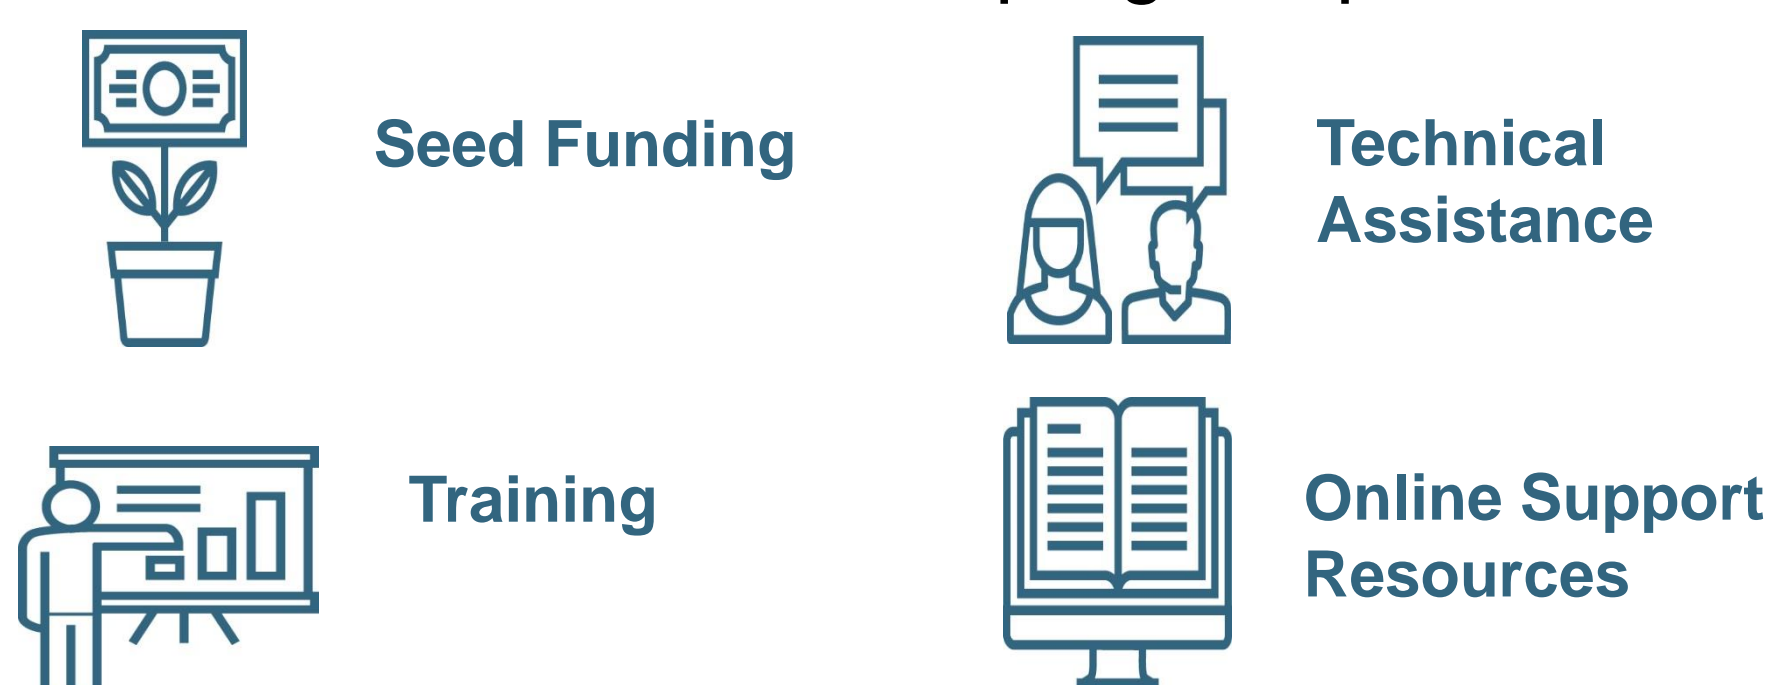 Seed Funding
Technical
Assistance
Training
Online Support
Resources